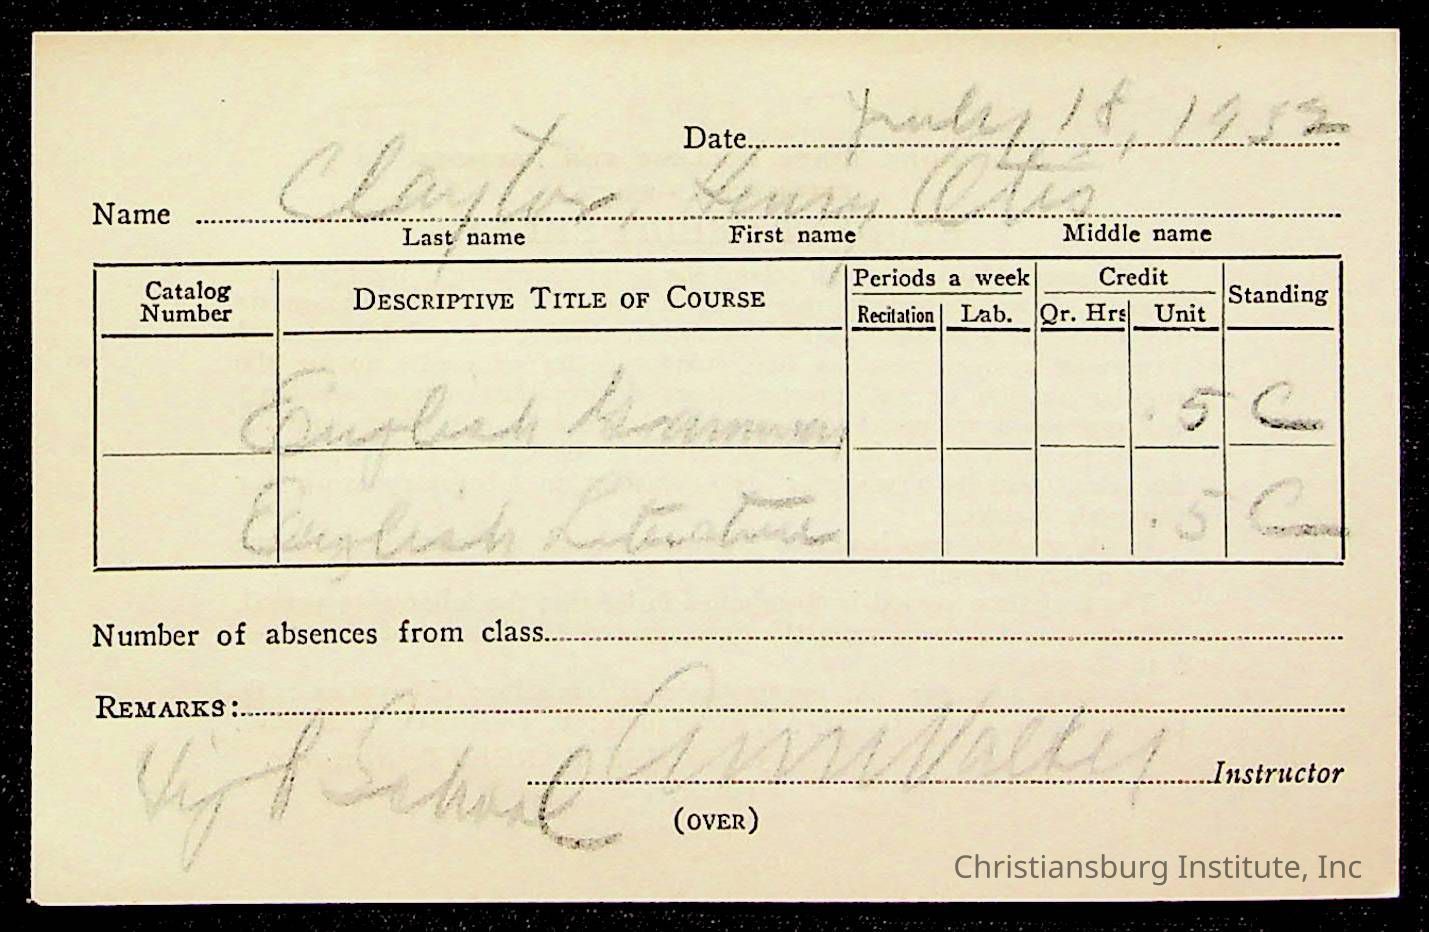 Date July 18, 1952
Name Claytor, Henry Otis
Last name First name Middle name
Catalog Number DESCRIPTIVE TITLE OF COURSE Periods a week Credit Standing
Recitation Lab. Qr. Hrs Unit
English Grammar .5 C
English Literature .5 C
Number of absences from class
REMARKS:
High School Instructor
(OVER)
Christiansburg Institute, Inc